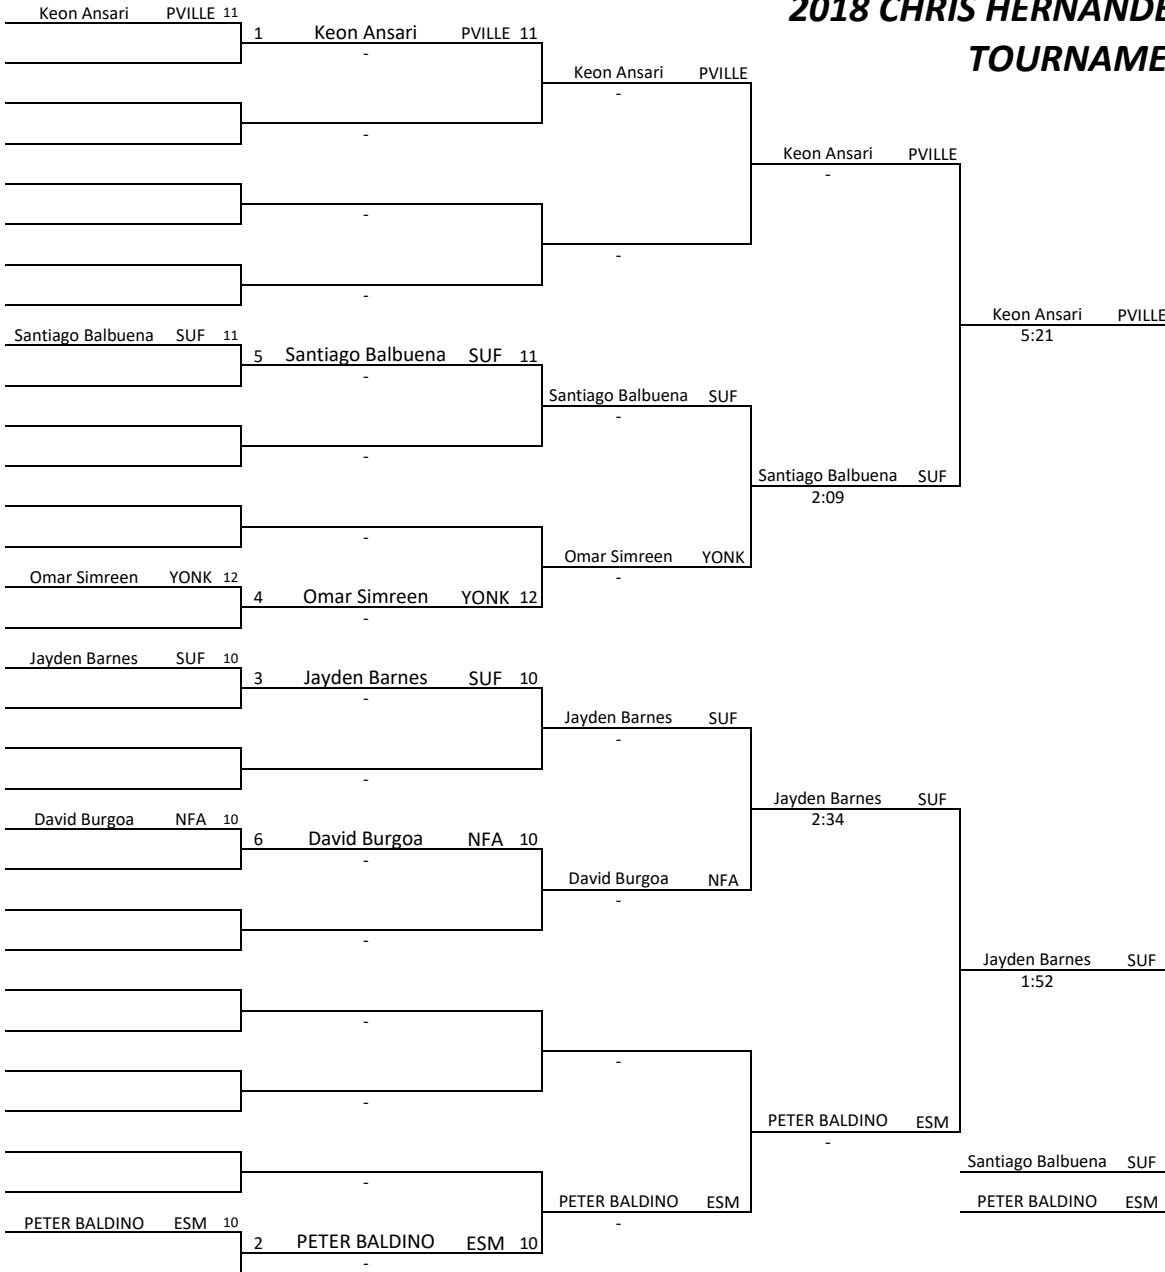 2018 CHRIS HERNANDE
TOURNAME
Keon Ansari PVILLE 11
1 Keon Ansari PVILLE 11
-
Keon Ansari PVILLE
-
-
Keon Ansari PVILLE
-
-
-
-
Keon Ansari PVILLE
5:21
Santiago Balbuena SUF 11
5 Santiago Balbuena SUF 11
-
Santiago Balbuena SUF
-
-
Santiago Balbuena SUF
2:09
-
Omar Simreen YONK
-
Omar Simreen YONK 12
4 Omar Simreen YONK 12
-
Jayden Barnes SUF 10
3 Jayden Barnes SUF 10
-
Jayden Barnes SUF
-
-
Jayden Barnes SUF
2:34
David Burgoa NFA 10
6 David Burgoa NFA 10
-
David Burgoa NFA
-
-
Jayden Barnes SUF
1:52
-
-
-
PETER BALDINO ESM
-
Santiago Balbuena SUF
-
PETER BALDINO ESM
-
PETER BALDINO ESM
PETER BALDINO ESM 10
2 PETER BALDINO ESM 10
-